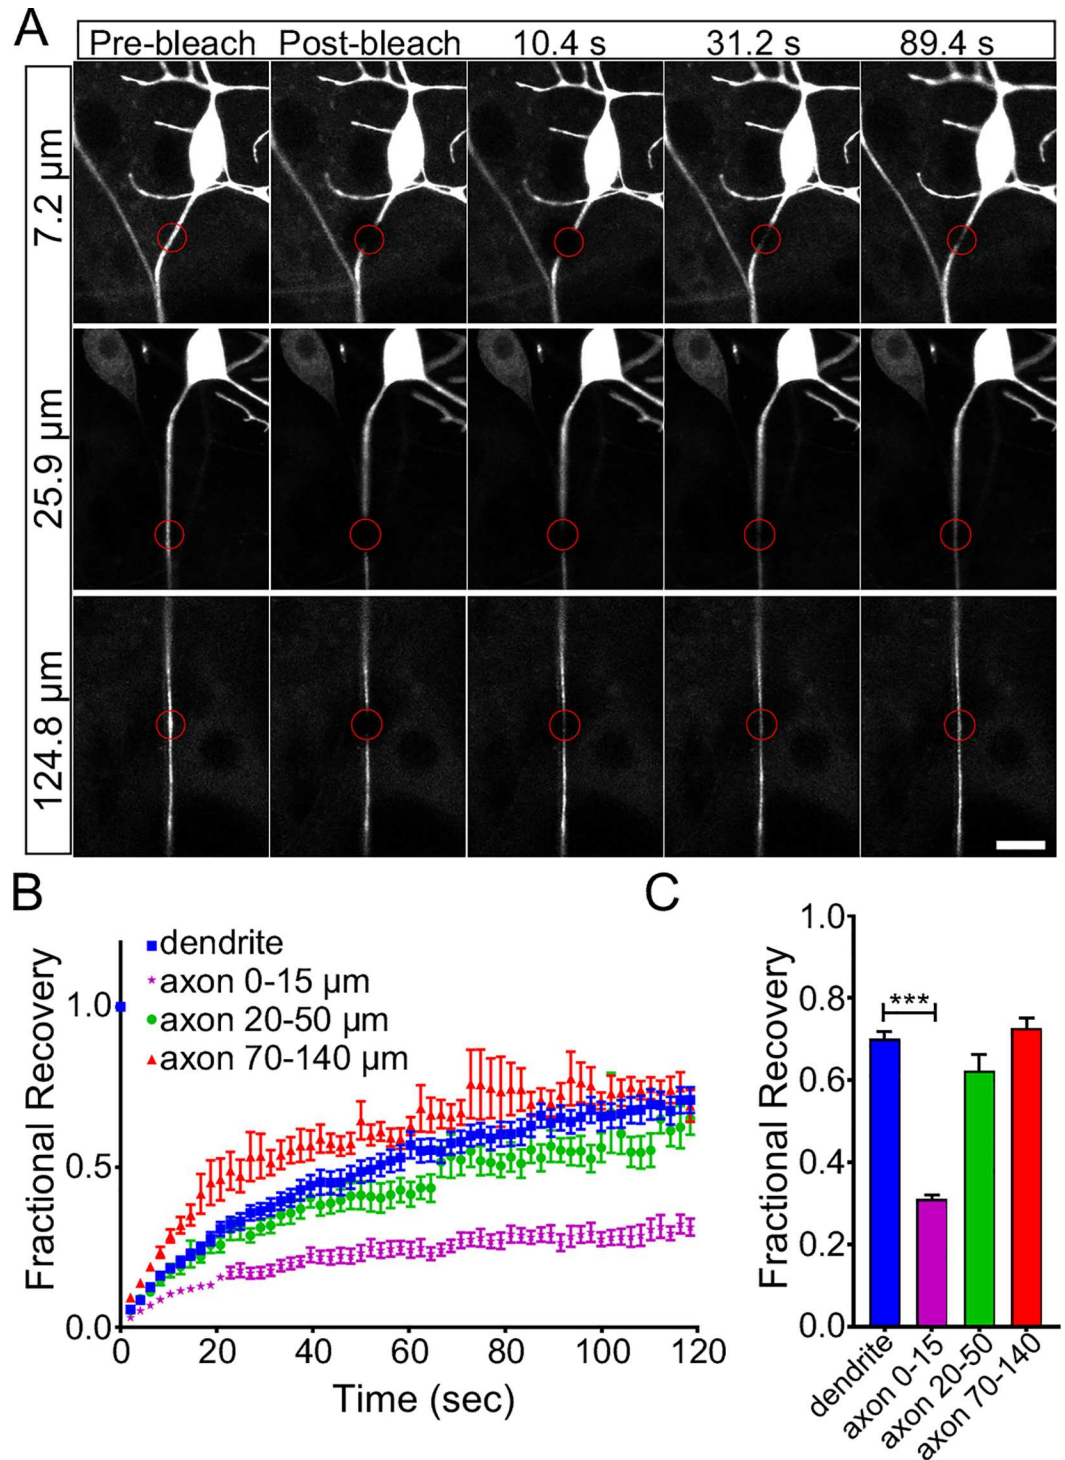 A
Pre-bleach Post-bleach 10.4 s 31.2 s 89.4 s
7.2 µm
25.9 µm
124.8 µm
B
dendrite
axon 0-15 µm
axon 20-50 µm
axon 70-140 µm
Fractional Recovery
1.0
0.5
0.0
0 20 40 60 80 100 120
Time (sec)
C
Fractional Recovery
1.0
0.8
0.6
0.4
0.2
0.0
***
dendrite
axon 0-15
axon 20-50
axon 70-140